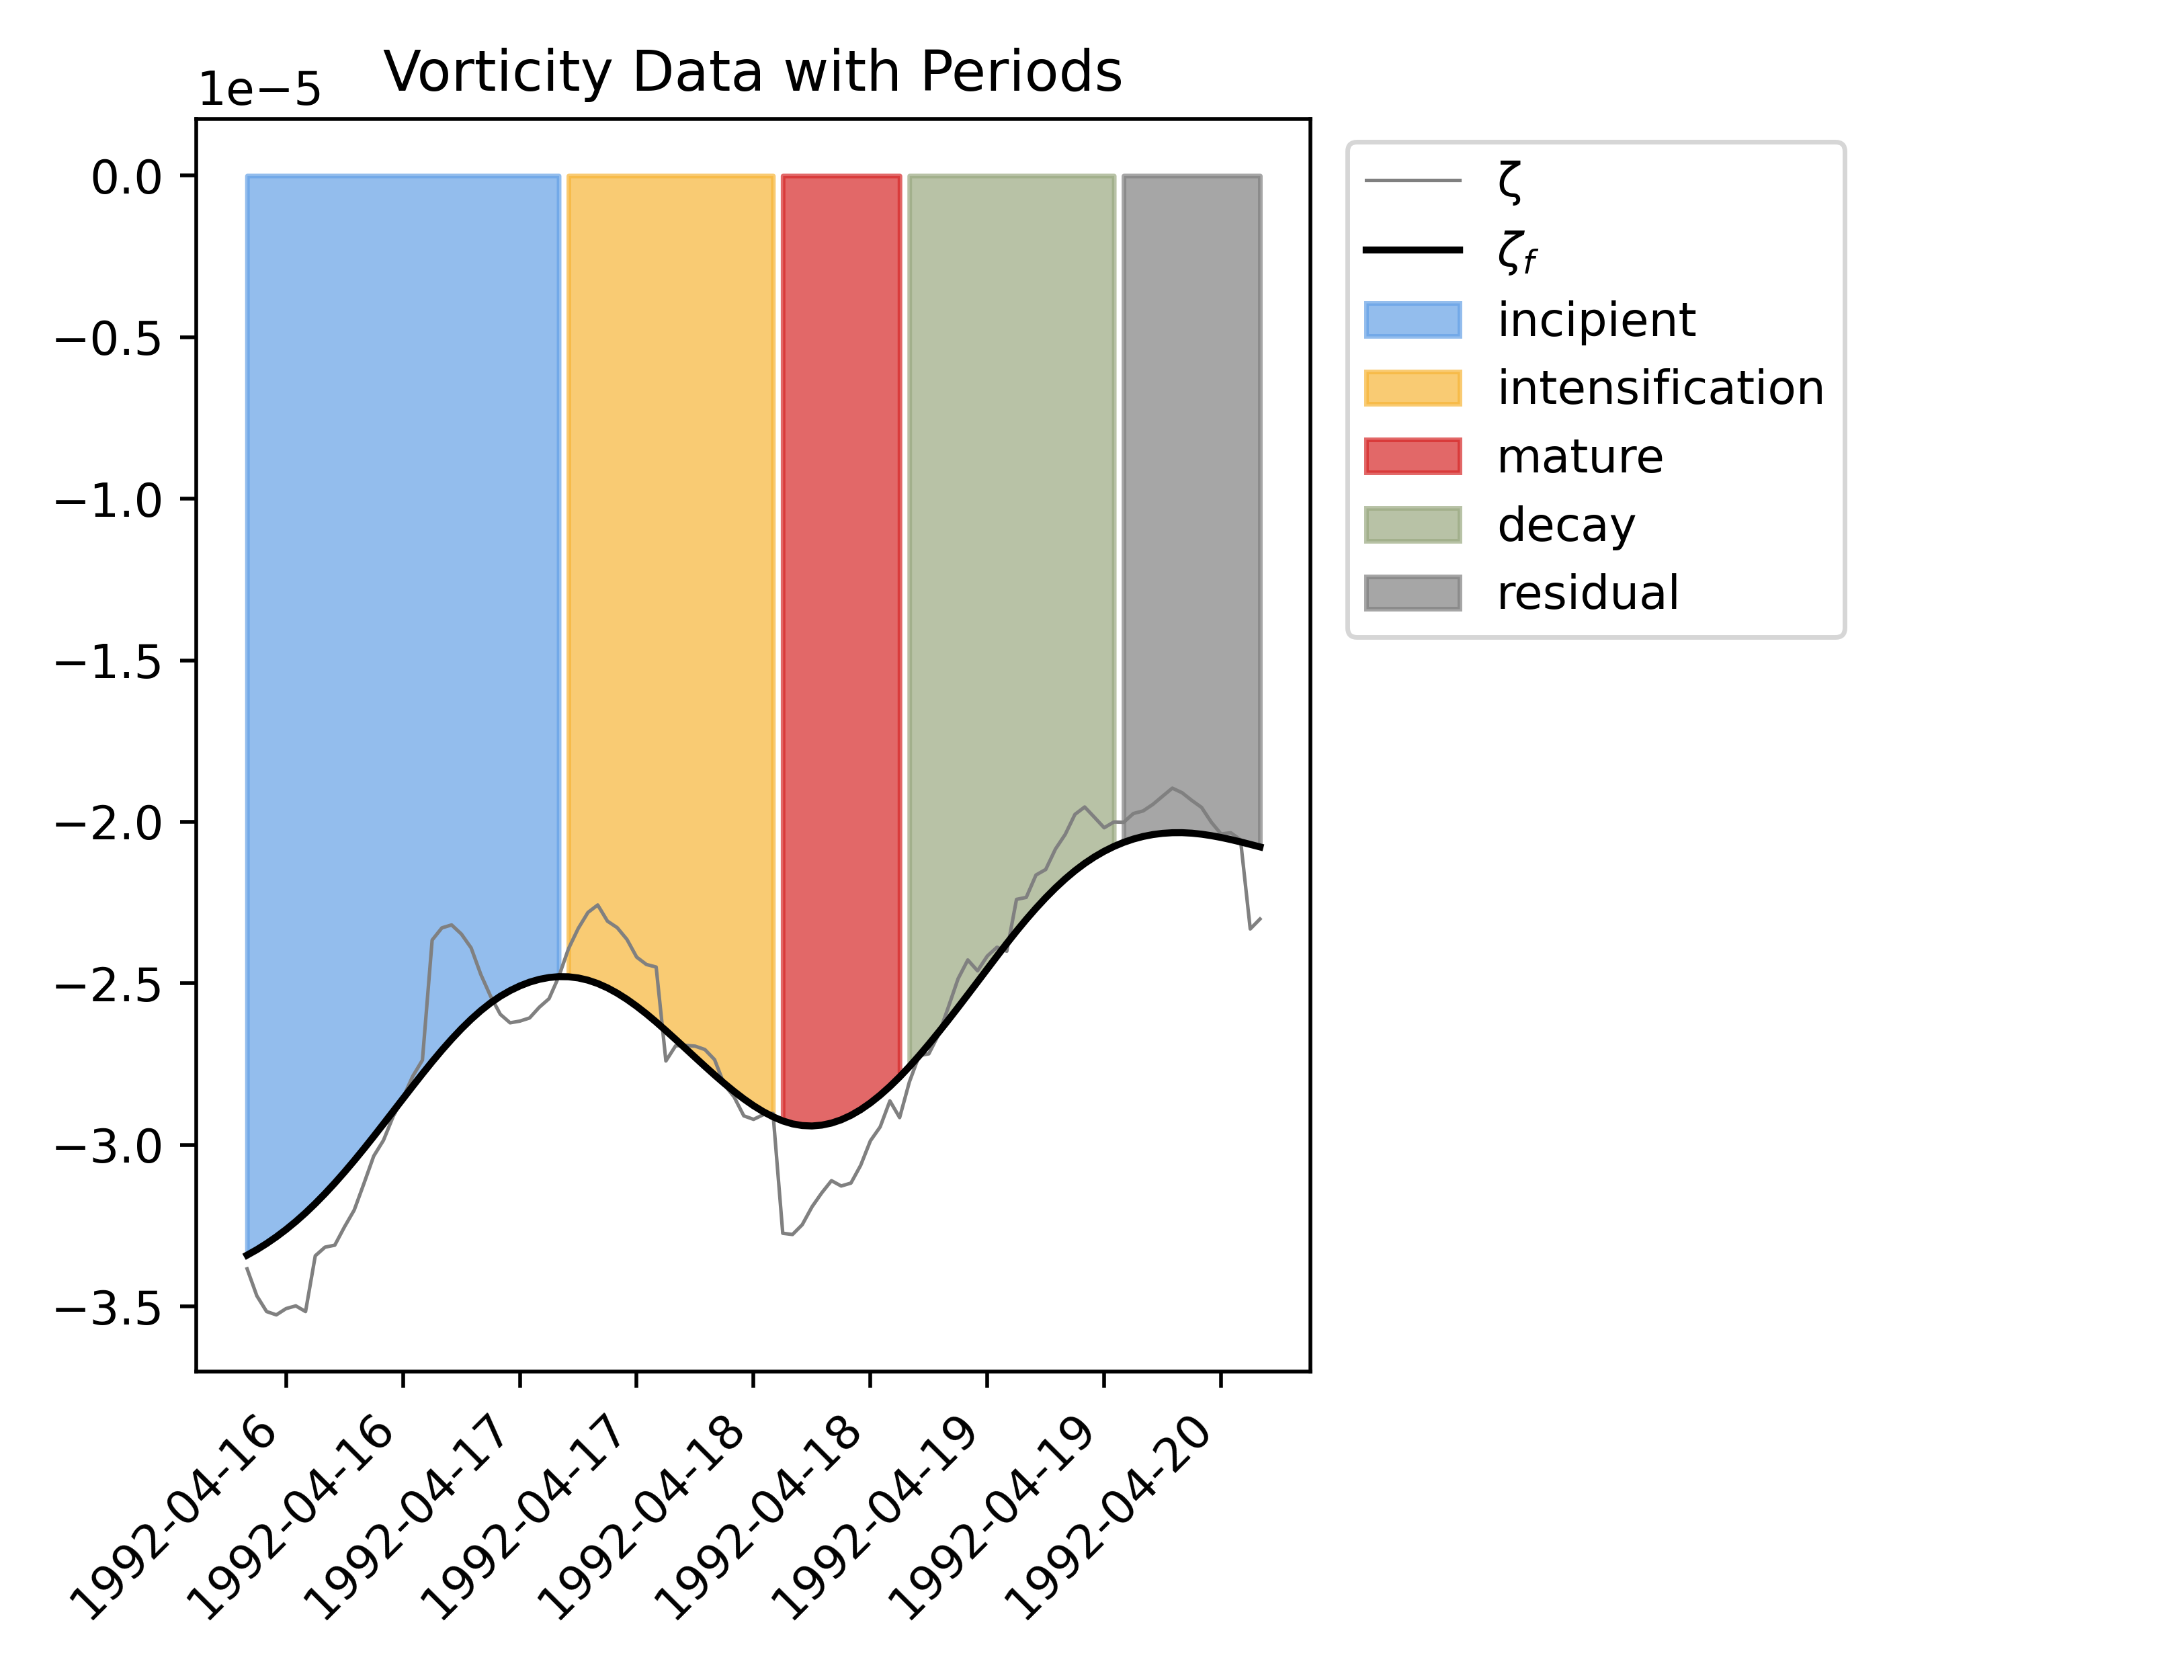 Vorticity Data with Periods
1e−5
0.0
−0.5
−1.0
−1.5
−2.0
−2.5
−3.0
−3.5
1992-04-16
1992-04-16
1992-04-17
1992-04-17
1992-04-18
1992-04-18
1992-04-19
1992-04-19
1992-04-20
ζ
ζf
incipient
intensification
mature
decay
residual